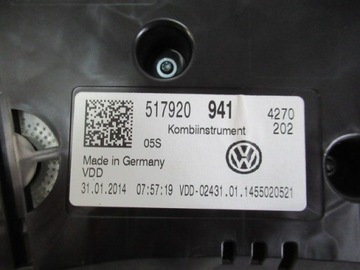 517920 941 4270
Kombiinstrument 202
05S
Made in Germany
VDD
31.01.2014 07:57:19 VDD-02431.01.1455020521